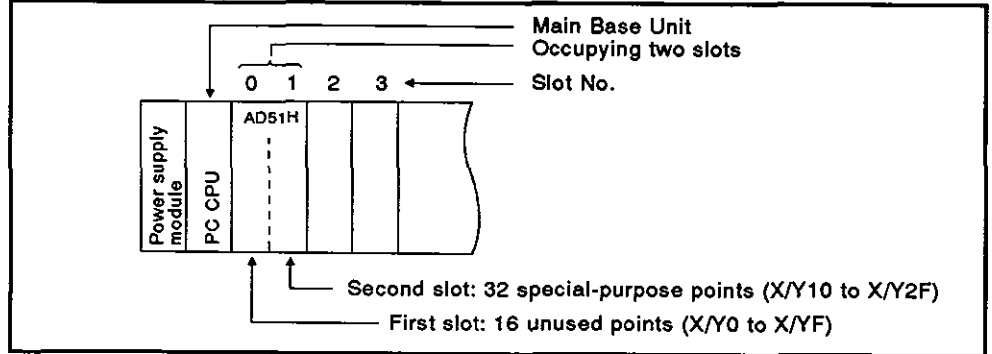 Main Base Unit
Occupying two slots
0 1 2 3 Slot No.
AD51H
Power supply
module
PC CPU
Second slot: 32 special-purpose points (X/Y10 to X/Y2F)
First slot: 16 unused points (X/Y0 to X/YF)